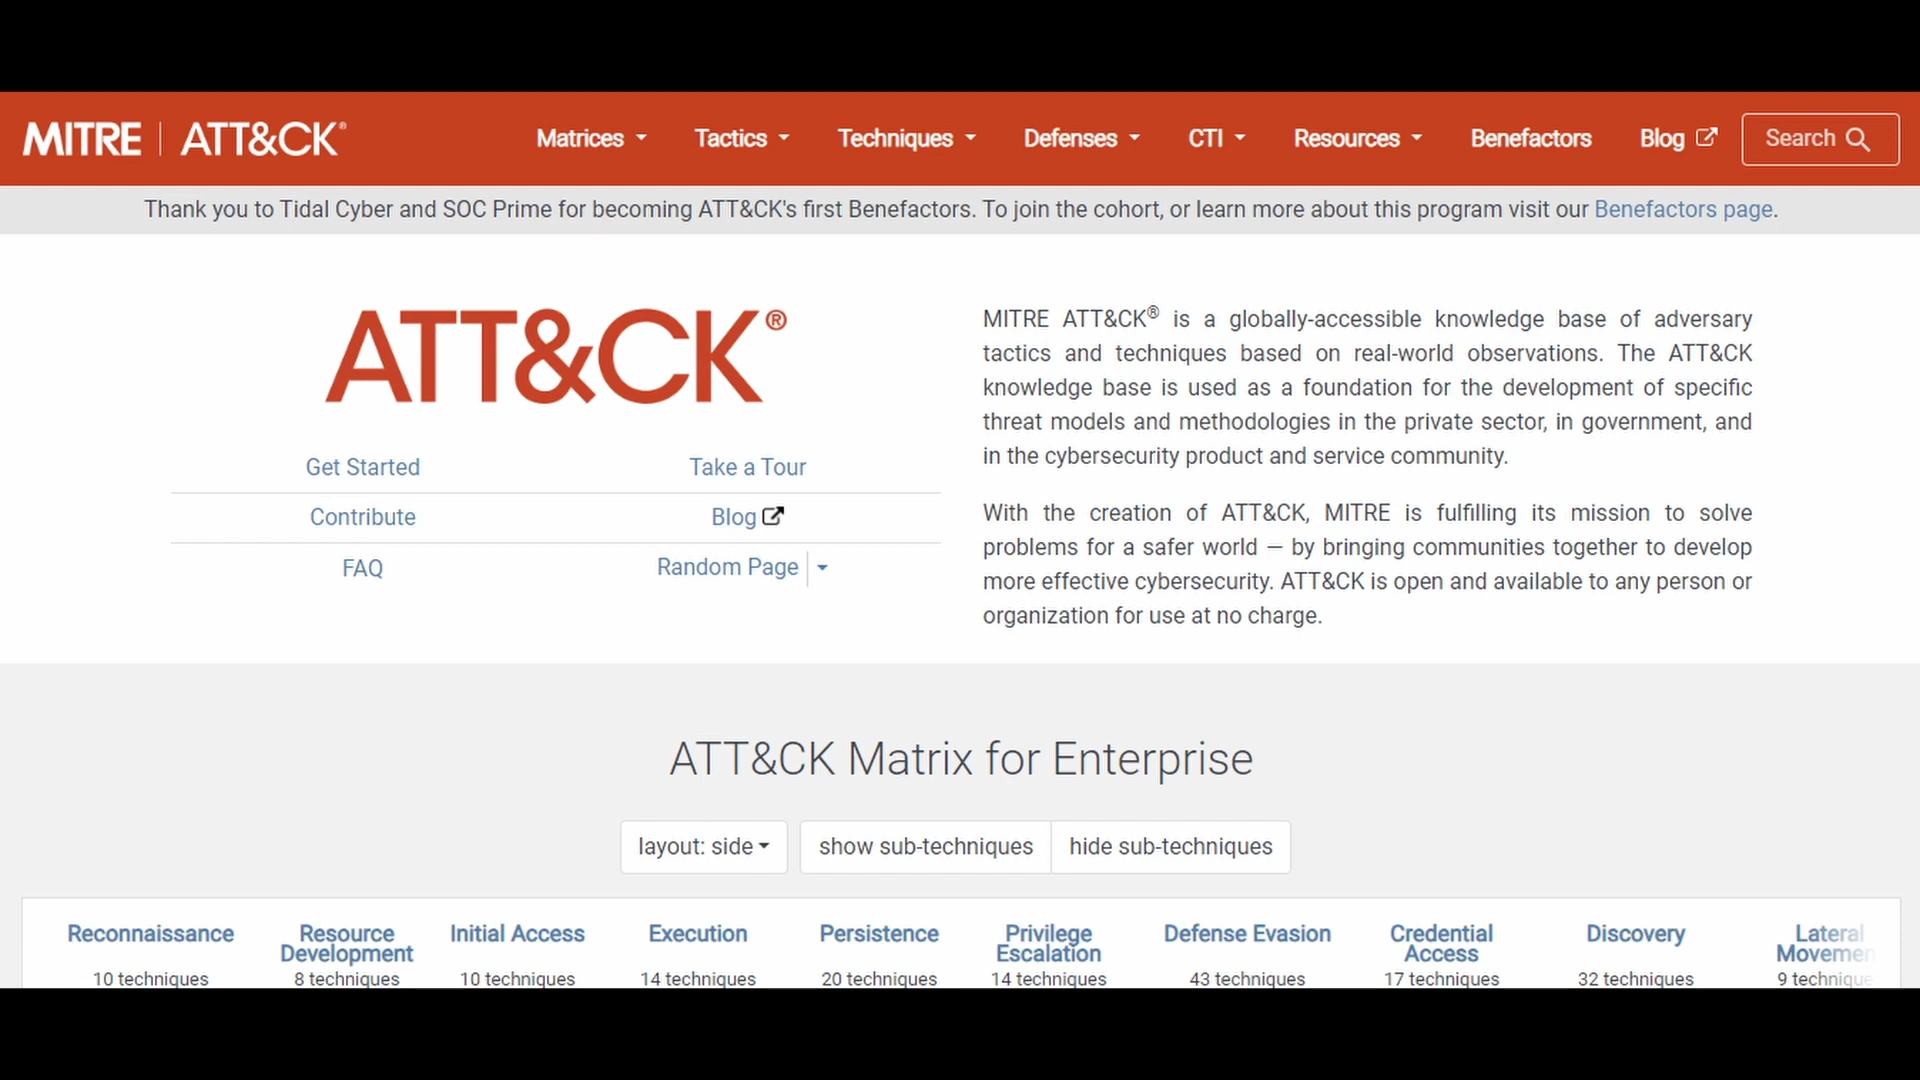 MITRE | ATT&CK®
Matrices Tactics Techniques Defenses CTI Resources Benefactors Blog Search
Thank you to Tidal Cyber and SOC Prime for becoming ATT&CK's first Benefactors. To join the cohort, or learn more about this program visit our Benefactors page.
ATT&CK®
Get Started Take a Tour
Contribute Blog
FAQ Random Page
MITRE ATT&CK® is a globally-accessible knowledge base of adversary
tactics and techniques based on real-world observations. The ATT&CK
knowledge base is used as a foundation for the development of specific
threat models and methodologies in the private sector, in government, and
in the cybersecurity product and service community.
With the creation of ATT&CK, MITRE is fulfilling its mission to solve
problems for a safer world — by bringing communities together to develop
more effective cybersecurity. ATT&CK is open and available to any person or
organization for use at no charge.
ATT&CK Matrix for Enterprise
layout: side show sub-techniques hide sub-techniques
Reconnaissance
10 techniques
Resource
Development
8 techniques
Initial Access
10 techniques
Execution
14 techniques
Persistence
20 techniques
Privilege
Escalation
14 techniques
Defense Evasion
43 techniques
Credential
Access
17 techniques
Discovery
32 techniques
Lateral
Movemen
9 technique